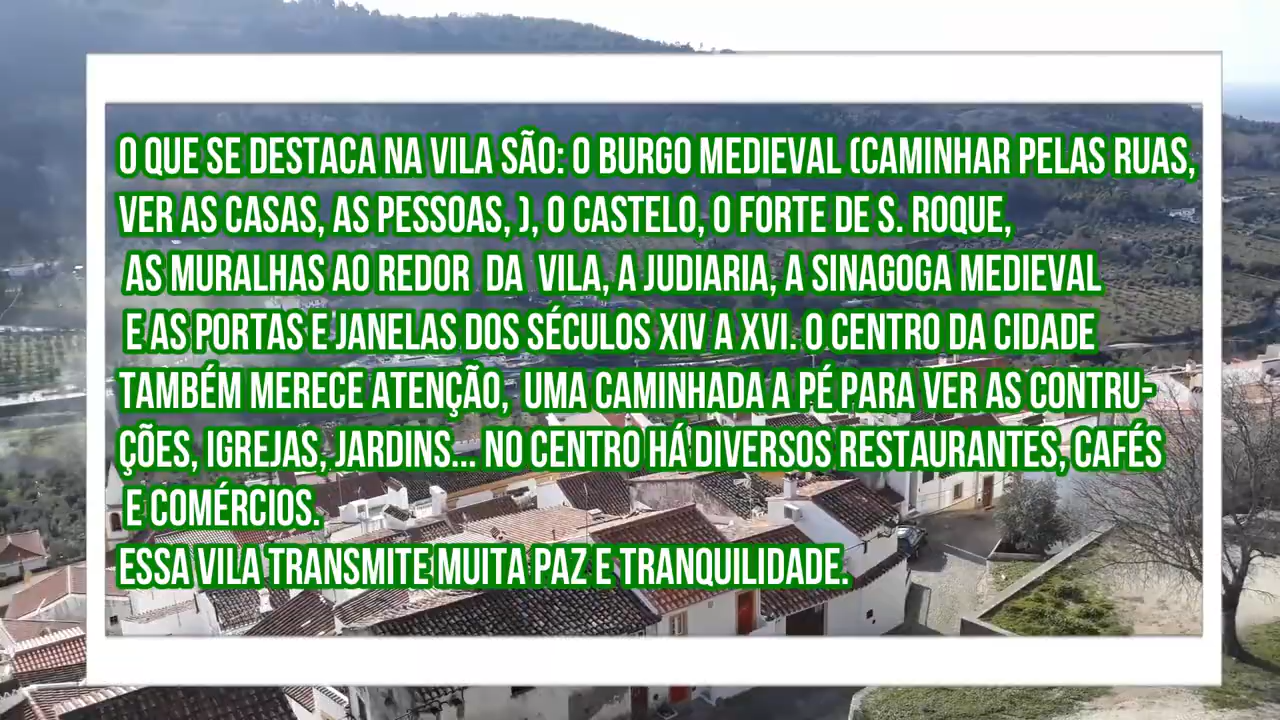 O QUE SE DESTACA NA VILA SÃO: O BURGO MEDIEVAL (CAMINHAR PELAS RUAS,
VER AS CASAS, AS PESSOAS, ), O CASTELO, O FORTE DE S. ROQUE,
AS MURALHAS AO REDOR DA VILA, A JUDIARIA, A SINAGOGA MEDIEVAL
E AS PORTAS E JANELAS DOS SÉCULOS XIV A XVI. O CENTRO DA CIDADE
TAMBÉM MERECE ATENÇÃO, UMA CAMINHADA A PÉ PARA VER AS CONTRU-
ÇÕES, IGREJAS, JARDINS... NO CENTRO HÁ DIVERSOS RESTAURANTES, CAFÉS
E COMÉRCIOS.
ESSA VILA TRANSMITE MUITA PAZ E TRANQUILIDADE.